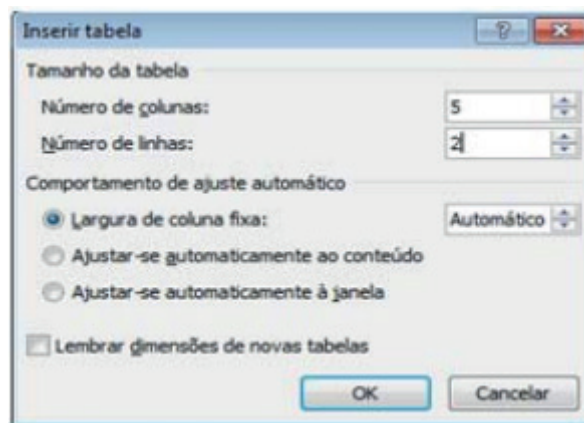 Inserir tabela
Tamanho da tabela
Número de colunas: 5
Número de linhas: 2
Comportamento de ajuste automático
Largura de coluna fixa: Automático
Ajustar-se automaticamente ao conteúdo
Ajustar-se automaticamente à janela
Lembrar dimensões de novas tabelas
OK Cancelar